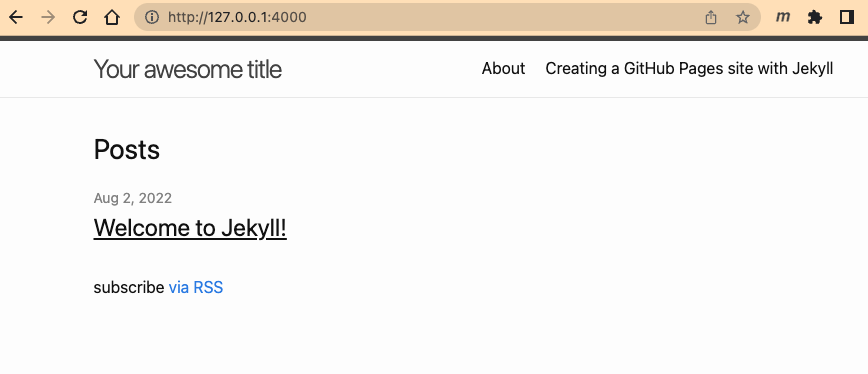 http://127.0.0.1:4000
m
Your awesome title
About Creating a GitHub Pages site with Jekyll
Posts
Aug 2, 2022
Welcome to Jekyll!
subscribe via RSS